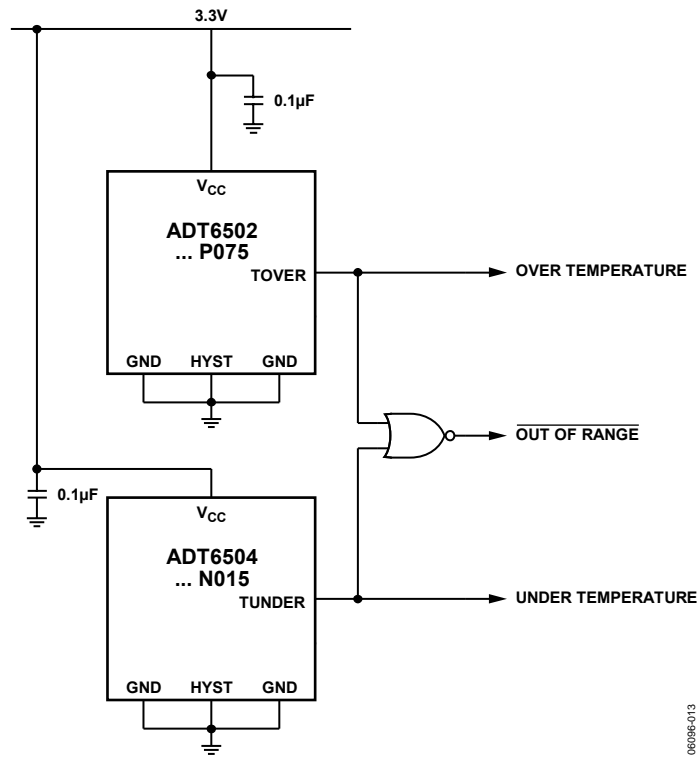 3.3V
0.1µF
VCC
ADT6502
... P075
TOVER
OVER TEMPERATURE
GND HYST GND
OUT OF RANGE
0.1µF
VCC
ADT6504
... N015
TUNDER
UNDER TEMPERATURE
GND HYST GND
06096-013